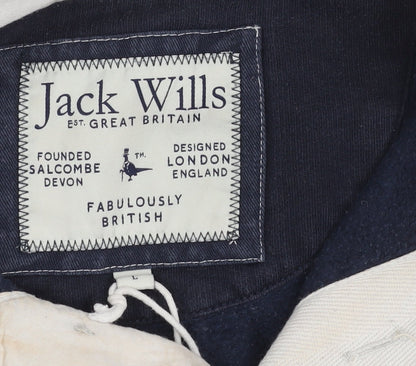 Jack Wills
EST. GREAT BRITAIN
FOUNDED
SALCOMBE
DEVON
TM.
DESIGNED
LONDON
ENGLAND
FABULOUSLY
BRITISH
L